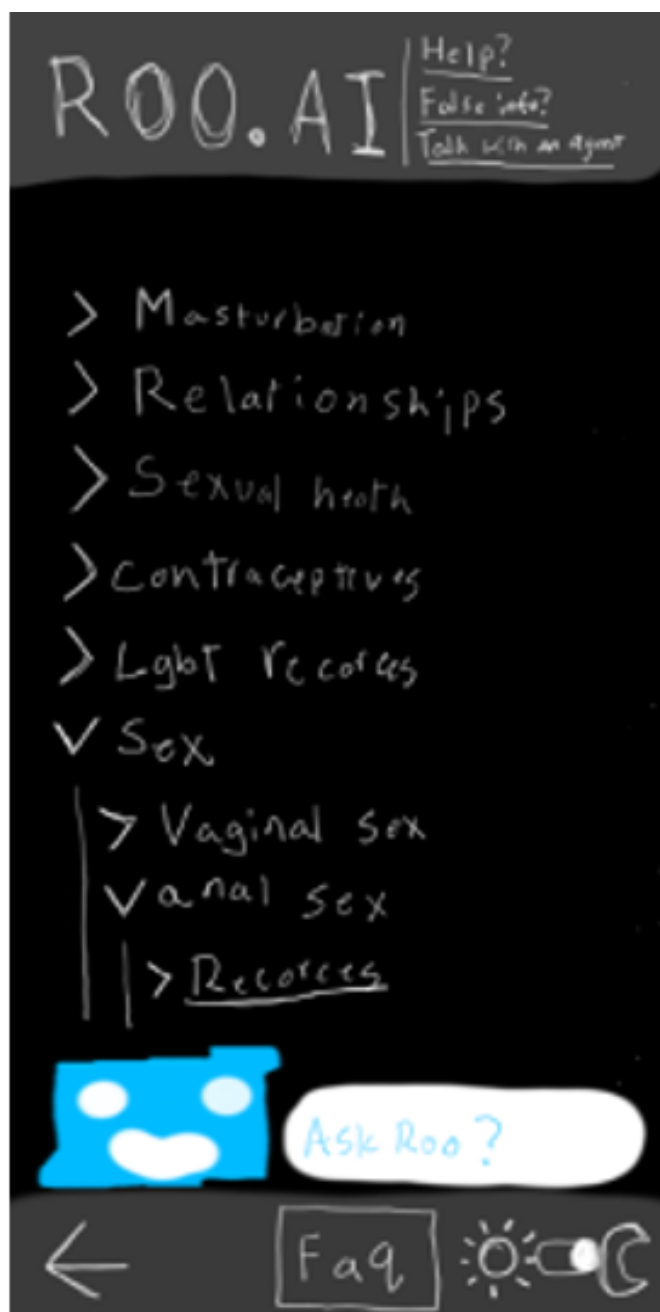 ROO.AI
Help?
False info?
Talk with an agent
> Masturbation
> Relationships
> Sexual heath
> Contraceptives
> Lgbt recorces
v Sex
> Vaginal sex
v anal sex
> Recorces
Ask Roo?
Faq